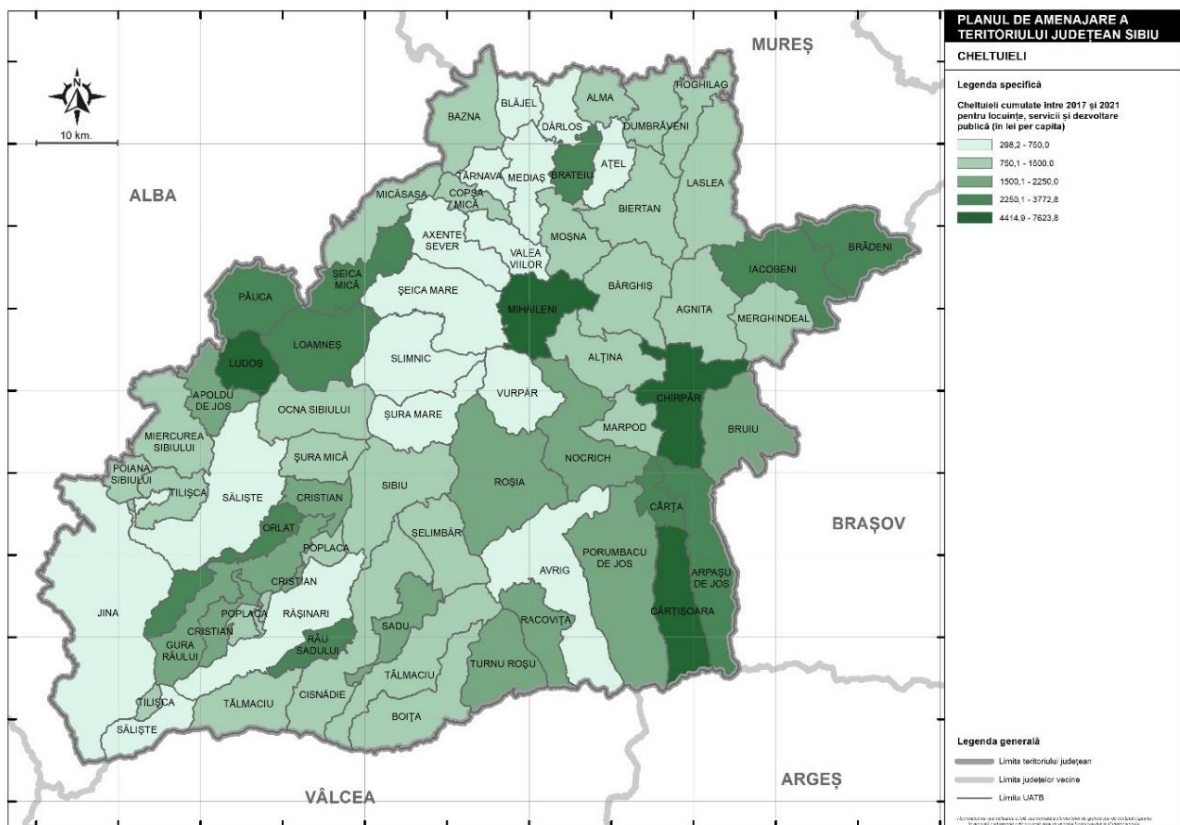 PLANUL DE AMENAJARE A
TERITORIULUI JUDEȚEAN SIBIU
CHELTUIELI
Legenda specifică
Cheltuieli cumulate între 2017 și 2021
pentru locuințe, servicii și dezvoltare
publică (în lei per capita)
298,2 - 750,0
750,1 - 1500,0
1500,1 - 2250,0
2250,1 - 3772,8
4414,9 - 7623,8
N
10 km.
MUREȘ
ALBA
BRAȘOV
ARGEȘ
VÂLCEA
HOGHILAG
BLĂJEL
ALMA
BAZNA
DÂRLOS
DUMBRĂVENI
TÂRNAVA
MEDIAȘ
BRATEIU
AȚEL
LASLEA
MICĂSASA
COPȘA
MICĂ
BIERTAN
AXENTE
SEVER
MOȘNA
VALEA
VIILOR
BRĂDENI
IACOBENI
ȘEICA
MICĂ
ȘEICA MARE
BÂRGHIȘ
PĂUCA
MIHĂILENI
AGNITA
MERGHINDEAL
LOAMNEȘ
SLIMNIC
ALȚINA
LUDOȘ
VURPĂR
CHIRPĂR
APOLDU
DE JOS
OCNA SIBIULUI
ȘURA MARE
MARPOD
BRUIU
MIERCUREA
SIBIULUI
ȘURA MICĂ
NOCRICH
POIANA
SIBIULUI
TILIȘCA
SĂLIȘTE
CRISTIAN
SIBIU
ROȘIA
CÂRȚA
ORLAT
ȘELIMBĂR
POPLACA
PORUMBACU
DE JOS
ARPAȘU
DE JOS
CRISTIAN
AVRIG
JINA
POPLACA
RĂȘINARI
CÂRȚIȘOARA
CRISTIAN
SADU
RACOVIȚA
GURA
RÂULUI
RÂU
SADULUI
TURNU ROȘU
TĂLMACIU
CISNĂDIE
TILIȘCA
TĂLMACIU
BOIȚA
SĂLIȘTE
Legenda generală
Limita teritoriului județean
Limita județelor vecine
Limita UATB